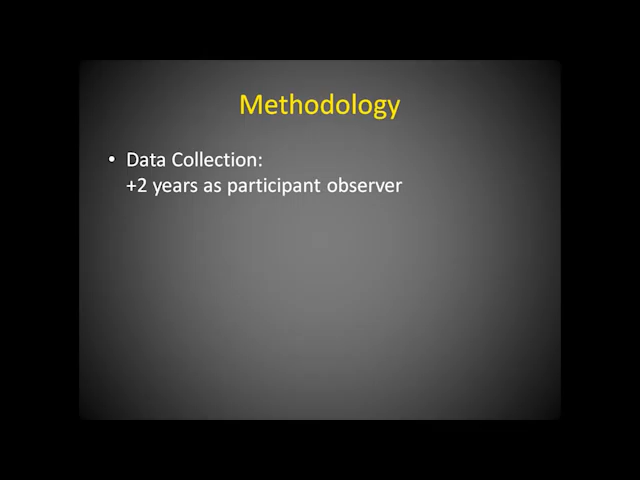 Methodology
• Data Collection:
+2 years as participant observer